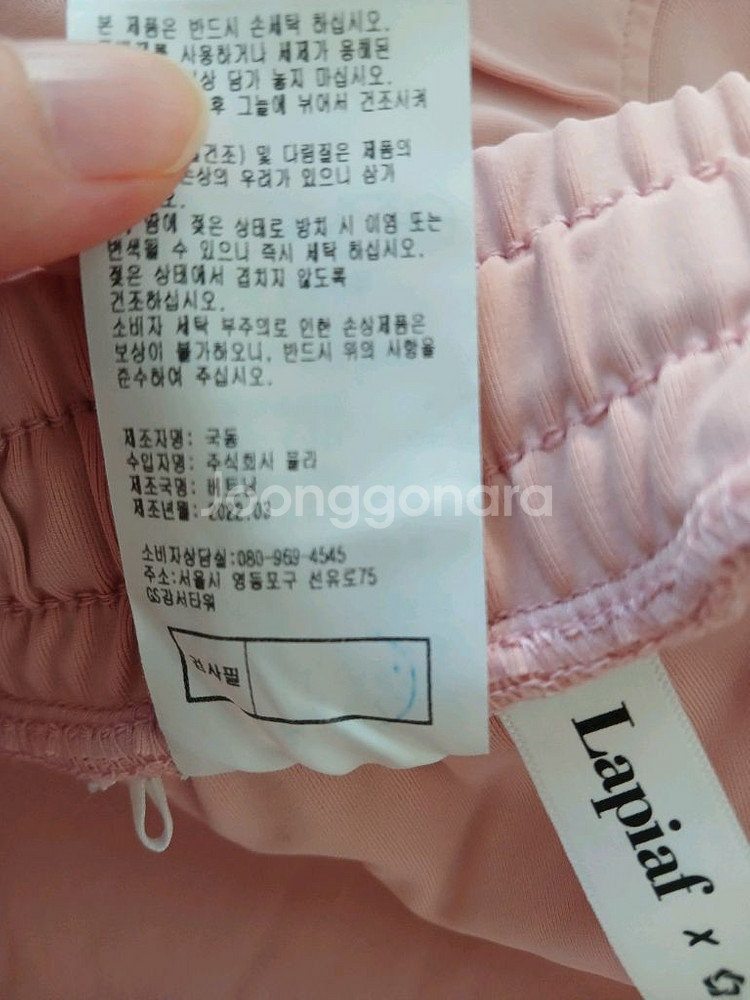 본 제품은 반드시 손세탁 하십시오.
사용하거나 세제가 용해된
담가 놓지 마십시오.
후 그늘에 뉘어서 건조시켜
및 다림질은 제품의
손상의 우려가 있으니 삼가
땀에 젖은 상태로 방치 시 이염 또는
변색될 수 있으니 즉시 세탁 하십시오.
젖은 상태에서 겹치지 않도록
건조하십시오.
소비자 세탁 부주의로 인한 손상제품은
보상이 불가하오니, 반드시 위의 사항을
준수하여 주십시오.
제조자명: 국동
수입자명: 주식회사 뮬라
제조국명: 베트남
제조년월: 2022.03
Joonggonara
소비자상담실:080-969-4545
주소:서울시 영등포구 선유로75
GS강서타워
검사필
Lapiaf x